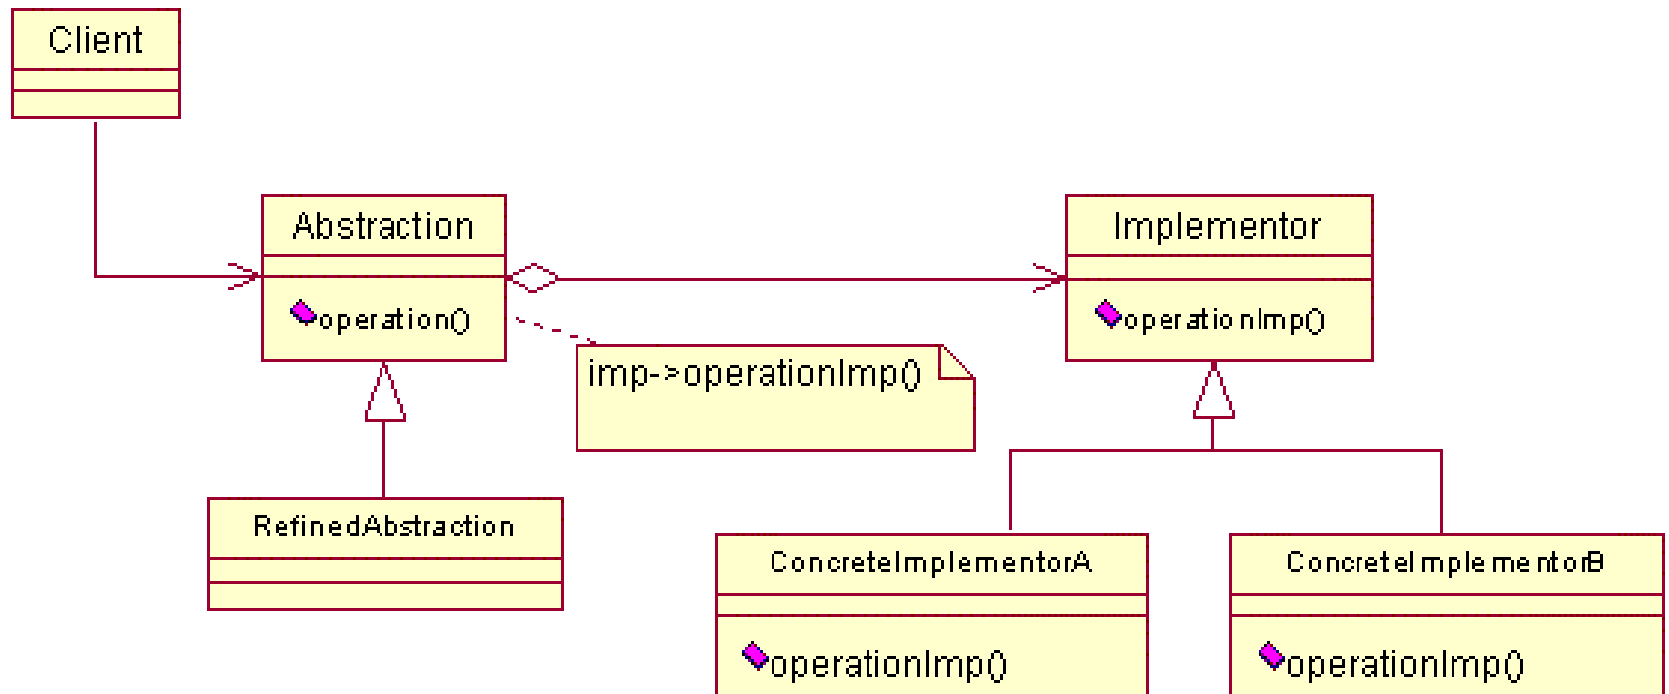 Client
Abstraction
Implementor
operation()
operationImp()
imp->operationImp()
RefinedAbstraction
ConcreteImplementorA
ConcreteImplementorB
operationImp()
operationImp()